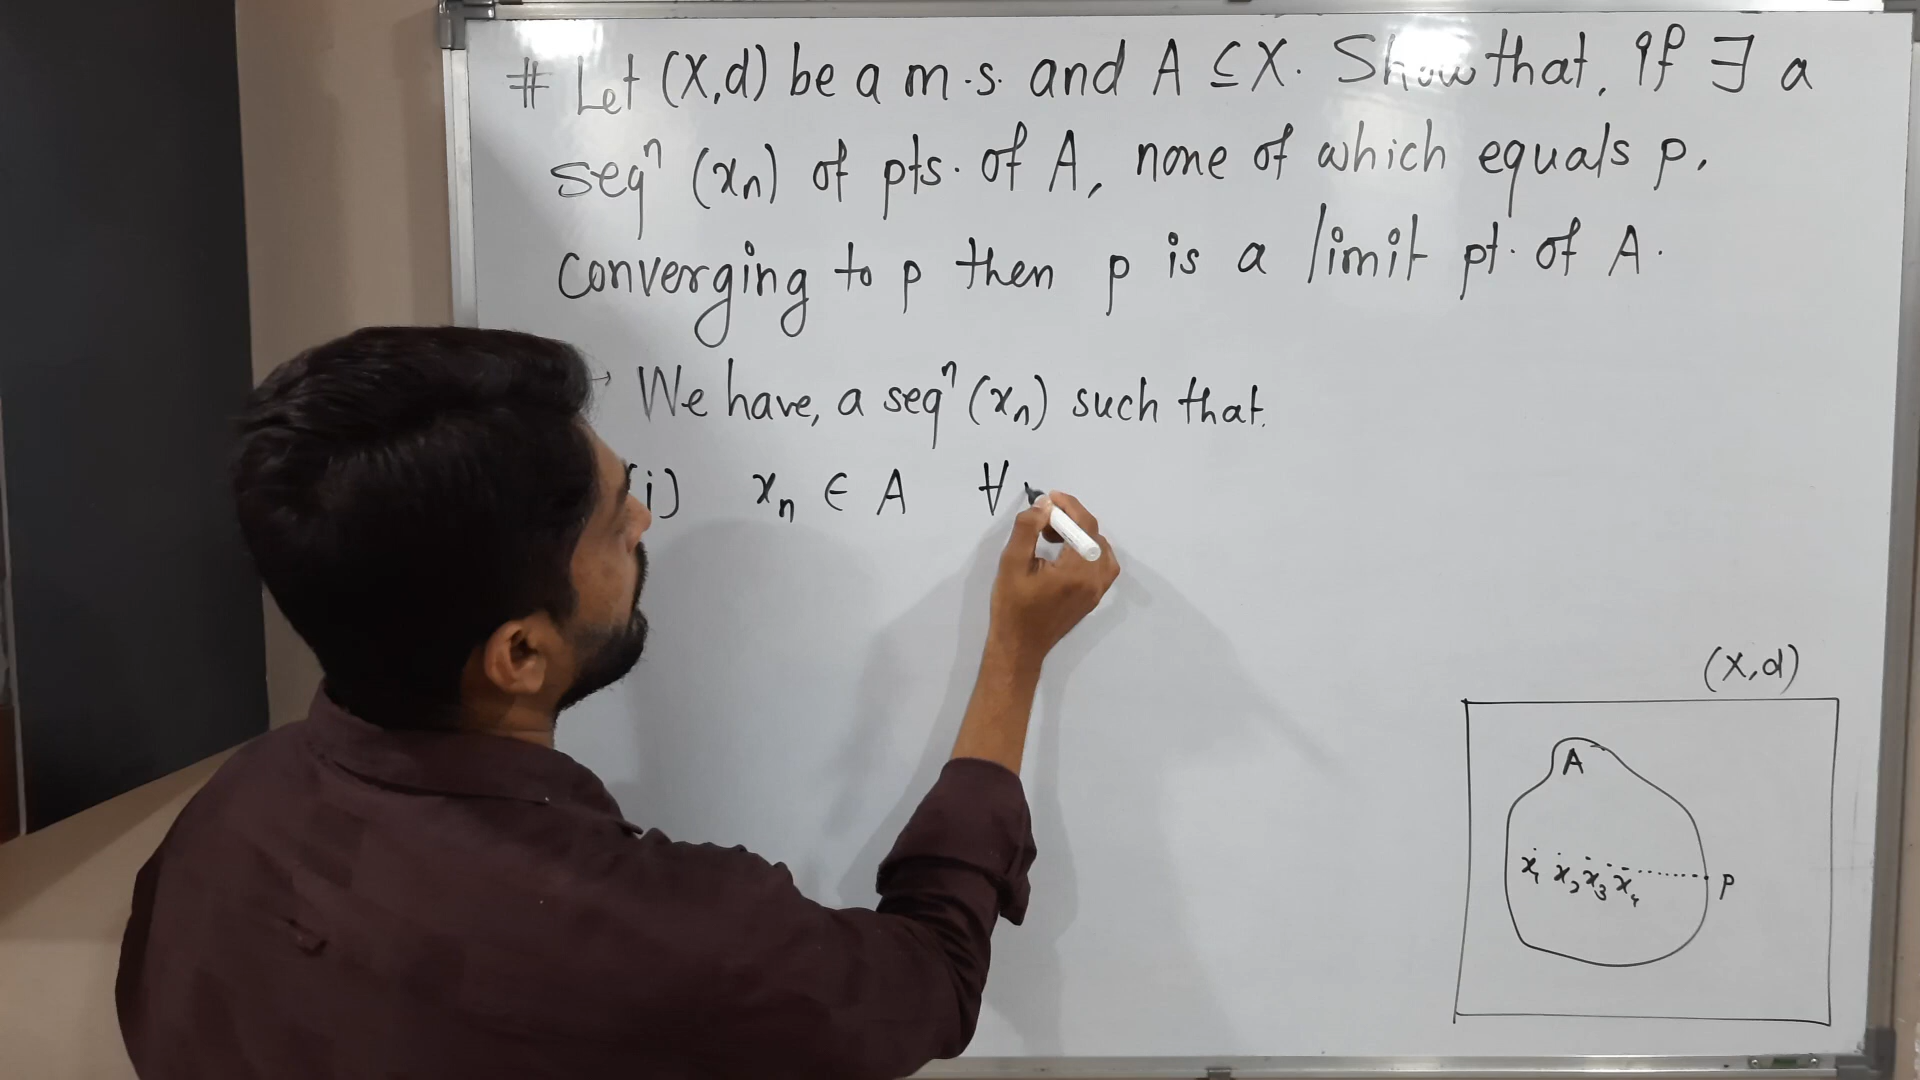 # Let (X,d) be a m.s. and A ⊆ X. Show that, if ∃ a
seqⁿ (xₙ) of pts. of A, none of which equals p,
converging to p then p is a limit pt. of A.
→ We have, a seqⁿ (xₙ) such that.
(i) xₙ ∈ A ∀
(X,d)
A
x₁ x₂ x₃ x₄ ........ p